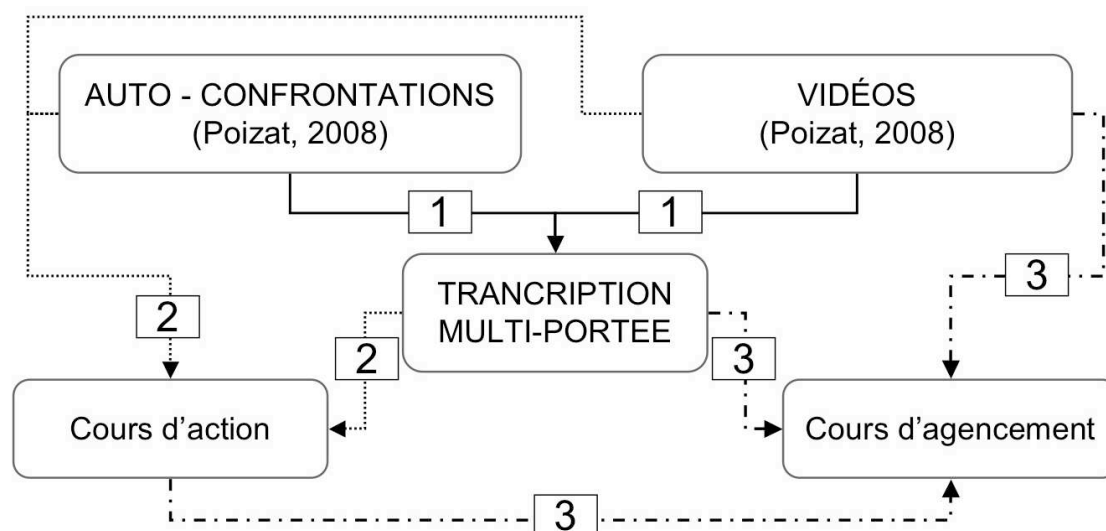 AUTO - CONFRONTATIONS
(Poizat, 2008)
VIDÉOS
(Poizat, 2008)
1
1
TRANCRIPTION
MULTI-PORTEE
3
2
2
3
Cours d'action
Cours d'agencement
3